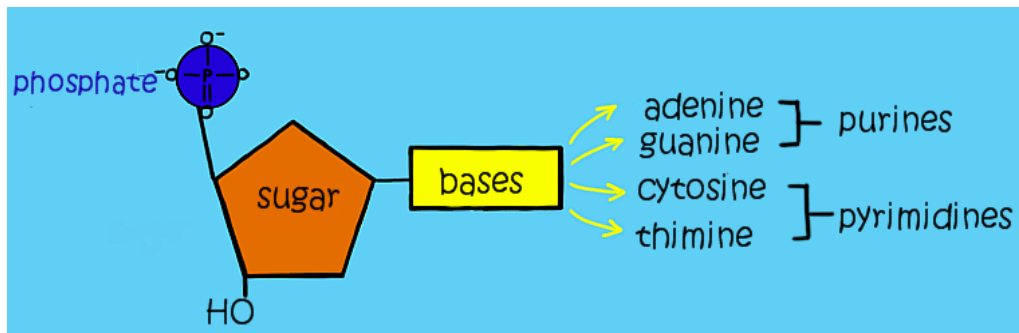 O⁻
phosphate
⁻O P O
O
adenine
guanine
purines
sugar
bases
cytosine
thimine
pyrimidines
HO